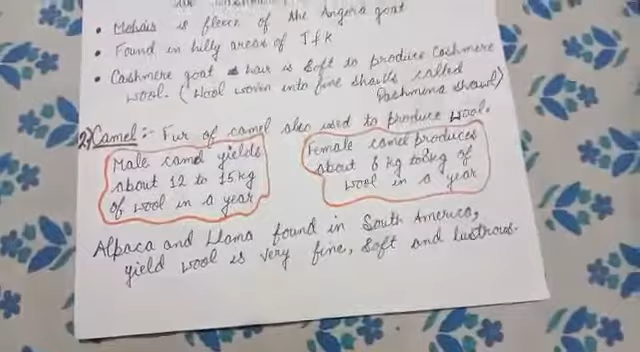 • Mohair is fleece of the Angora goat
• Found in hilly areas of J&K
• Cashmere goat hair is soft to produce Cashmere
wool. (Wool woven into fine shawls called
Pashmina shawl)
2) Camel:- Fur of camel also used to produce wool.
Male camel yields
about 12 to 15 kg
of wool in a year
Female camel produces
about 6 kg to 8 kg of
wool in a year
Alpaca and Llama found in South America,
yield wool is very fine, soft and lustrous.